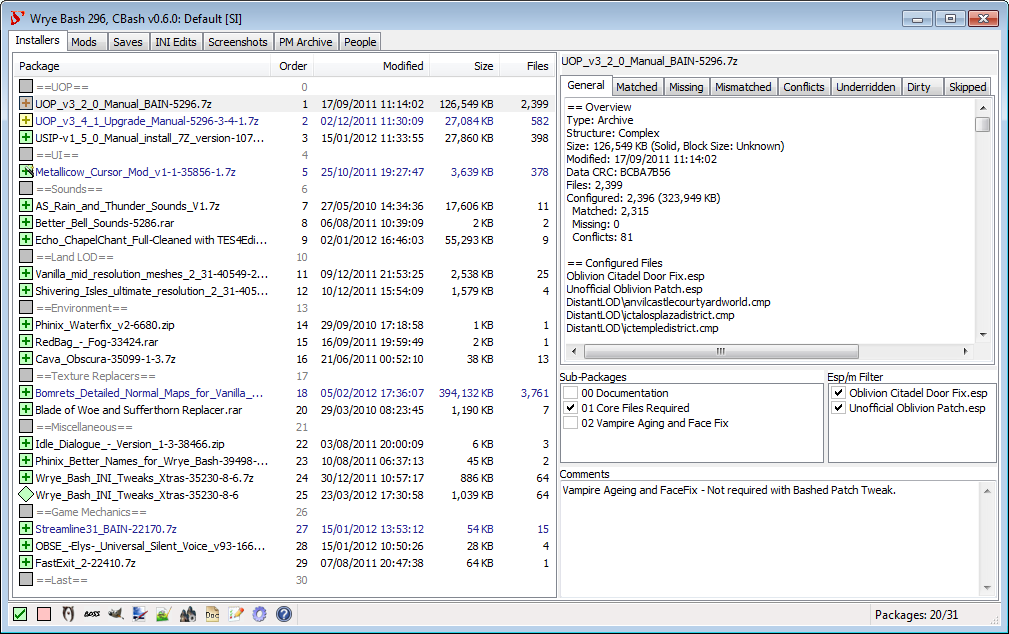 Wrye Bash 296, CBash v0.6.0: Default [SI]
Installers Mods Saves INI Edits Screenshots PM Archive People
Package Order Modified Size Files
==UOP== 0
UOP_v3_2_0_Manual_BAIN-5296.7z 1 17/09/2011 11:14:02 126,549 KB 2,399
UOP_v3_4_1_Upgrade_Manual-5296-3-4-1.7z 2 02/12/2011 11:30:09 27,084 KB 582
USIP-v1_5_0_Manual_install_7Z_version-107... 3 15/01/2012 11:33:55 27,860 KB 398
==UI== 4
Metallicow_Cursor_Mod_v1-1-35856-1.7z 5 25/10/2011 19:27:47 3,639 KB 378
==Sounds== 6
AS_Rain_and_Thunder_Sounds_V1.7z 7 27/05/2010 14:34:36 17,606 KB 11
Better_Bell_Sounds-5286.rar 8 06/08/2011 10:39:09 2 KB 2
Echo_ChapelChant_Full-Cleaned with TES4Edi... 9 02/01/2012 16:46:03 55,293 KB 9
==Land LOD== 10
Vanilla_mid_resolution_meshes_2_31-40549-2... 11 09/12/2011 21:53:25 2,538 KB 25
Shivering_Isles_ultimate_resolution_2_31-405... 12 10/12/2011 15:54:09 1,579 KB 4
==Environment== 13
Phinix_Waterfix_v2-6680.zip 14 29/09/2010 17:18:58 1 KB 1
RedBag_-_Fog-33424.rar 15 16/09/2011 19:59:49 2 KB 1
Cava_Obscura-35099-1-3.7z 16 21/06/2011 00:52:10 38 KB 13
==Texture Replacers== 17
Bomrets_Detailed_Normal_Maps_for_Vanilla_... 18 05/02/2012 17:36:07 394,132 KB 3,761
Blade of Woe and Sufferthorn Replacer.rar 20 29/03/2010 08:23:45 1,190 KB 7
==Miscellaneous== 21
Idle_Dialogue_-_Version_1-3-38466.zip 22 03/08/2011 20:00:09 6 KB 3
Phinix_Better_Names_for_Wrye_Bash-39498-... 23 10/08/2011 06:37:13 45 KB 2
Wrye_Bash_INI_Tweaks_Xtras-35230-8-6.7z 24 30/12/2011 10:57:17 886 KB 64
Wrye_Bash_INI_Tweaks_Xtras-35230-8-6 25 23/03/2012 17:30:58 1,039 KB 64
==Game Mechanics== 26
Streamline31_BAIN-22170.7z 27 15/01/2012 13:53:12 54 KB 15
OBSE_-Elys-_Universal_Silent_Voice_v93-166... 28 15/01/2012 10:50:26 28 KB 4
FastExit_2-22410.7z 29 07/08/2011 20:47:38 64 KB 1
==Last== 30
UOP_v3_2_0_Manual_BAIN-5296.7z
General Matched Missing Mismatched Conflicts Underridden Dirty Skipped
== Overview
Type: Archive
Structure: Complex
Size: 126,549 KB (Solid, Block Size: Unknown)
Modified: 17/09/2011 11:14:02
Data CRC: BCBA7B56
Files: 2,399
Configured: 2,396 (323,949 KB)
Matched: 2,315
Missing: 0
Conflicts: 81
== Configured Files
Oblivion Citadel Door Fix.esp
Unofficial Oblivion Patch.esp
DistantLOD\anvilcastlecourtyardworld.cmp
DistantLOD\ictalosplazadistrict.cmp
DistantLOD\ictempledistrict.cmp
Sub-Packages
00 Documentation
01 Core Files Required
02 Vampire Aging and Face Fix
Esp/m Filter
Oblivion Citadel Door Fix.esp
Unofficial Oblivion Patch.esp
Comments
Vampire Ageing and FaceFix - Not required with Bashed Patch Tweak.
BOSS Doc
Packages: 20/31